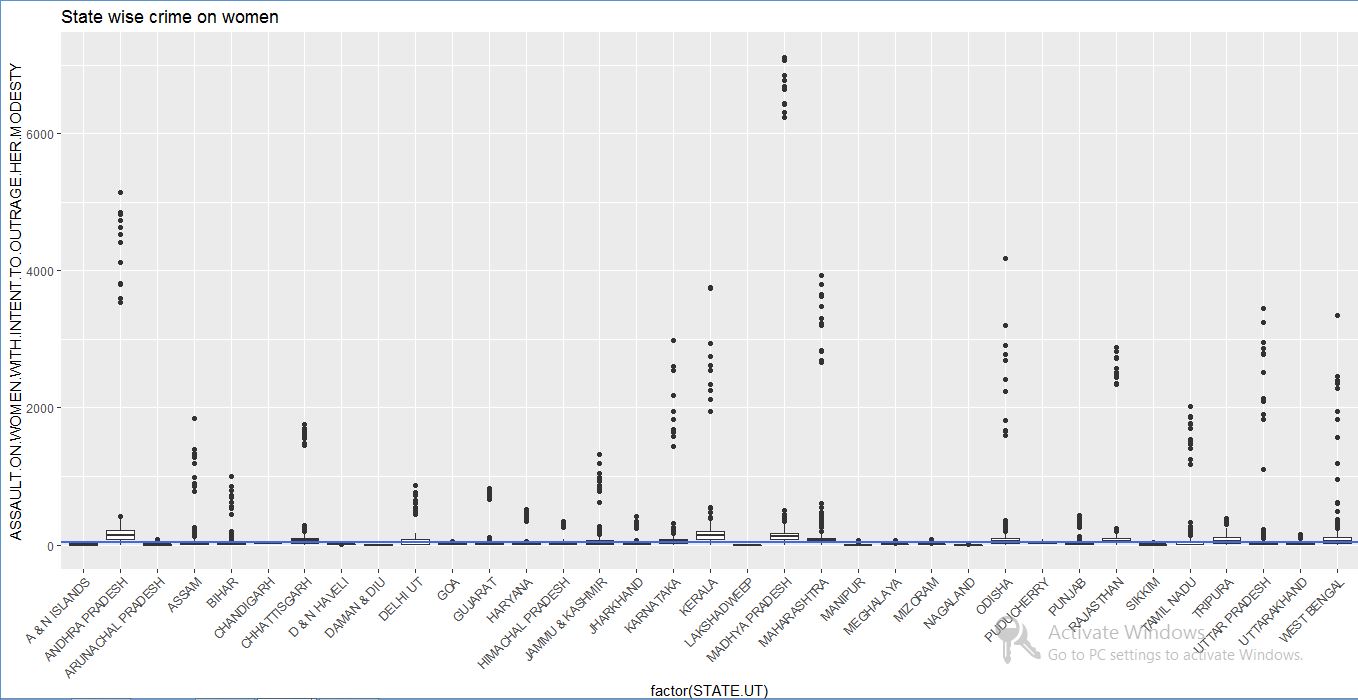 State wise crime on women
ASSAULT.ON.WOMEN.WITH.INTENT.TO.OUTRAGE.HER.MODESTY
6000
4000
2000
0
A & N ISLANDS
ANDHRA PRADESH
ARUNACHAL PRADESH
ASSAM
BIHAR
CHANDIGARH
CHHATTISGARH
D & N HAVELI
DAMAN & DIU
DELHI UT
GOA
GUJARAT
HARYANA
HIMACHAL PRADESH
JAMMU & KASHMIR
JHARKHAND
KARNATAKA
KERALA
LAKSHADWEEP
MADHYA PRADESH
MAHARASHTRA
MANIPUR
MEGHALAYA
MIZORAM
NAGALAND
ODISHA
PUDUCHERRY
PUNJAB
RAJASTHAN
SIKKIM
TAMIL NADU
TRIPURA
UTTAR PRADESH
UTTARAKHAND
WEST BENGAL
Activate Windows
Go to PC settings to activate Windows.
factor(STATE.UT)